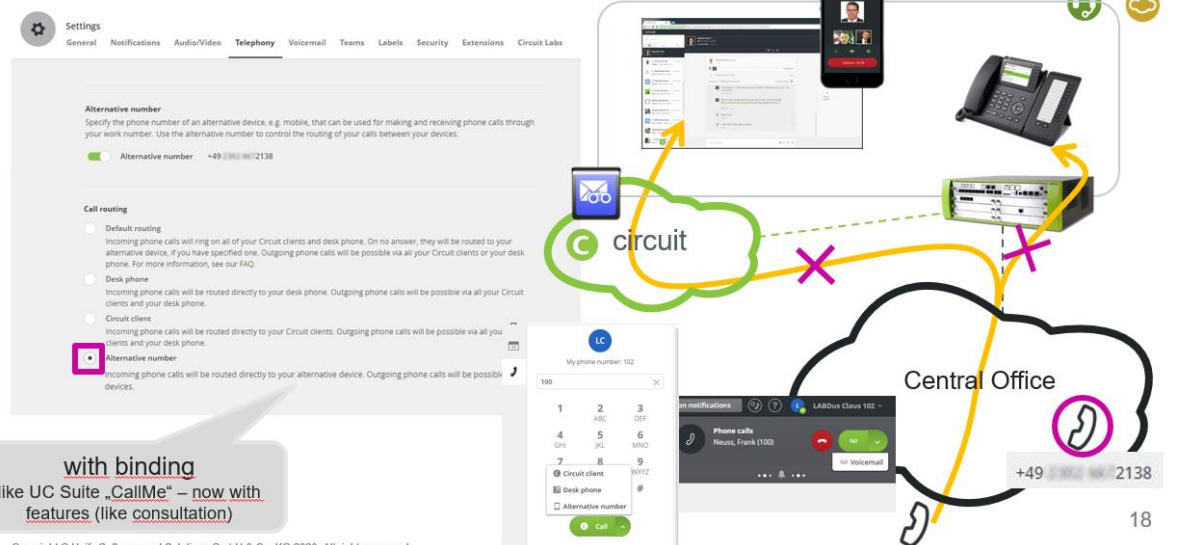 Settings
General Notifications Audio/Video Telephony Voicemail Teams Labels Security Extensions Circuit Labs
Alternative number
Specify the phone number of an alternative device, e.g. mobile, that can be used for making and receiving phone calls through
your work number. Use the alternative number to control the routing of your calls between your devices.
Alternative number +49 2138
Call routing
Default routing
Incoming phone calls will ring on all of your Circuit clients and desk phone. On no answer, they will be routed to your
alternative device, if you have specified one. Outgoing phone calls will be possible via all your Circuit clients or your desk
phone. For more information, see our FAQ.
Desk phone
Incoming phone calls will be routed directly to your desk phone. Outgoing phone calls will be possible via all your Circuit
clients and your desk phone.
Circuit client
Incoming phone calls will be routed directly to your Circuit clients. Outgoing phone calls will be possible via all you
clients and your desk phone.
Alternative number
Incoming phone calls will be routed directly to your alternative device. Outgoing phone calls will be possible
devices.
with binding
like UC Suite „CallMe“ – now with
features (like consultation)
LC
My phone number: 102
100
1 2 3
ABC DEF
4 5 6
GHI JKL MNO
7 8 9
WXYZ
#
Circuit client
Desk phone
Alternative number
Call
C circuit
on notifications ? LABDus Claus 102
Phone calls
Neuss, Frank (100)
Voicemail
Central Office
+49 2138
18